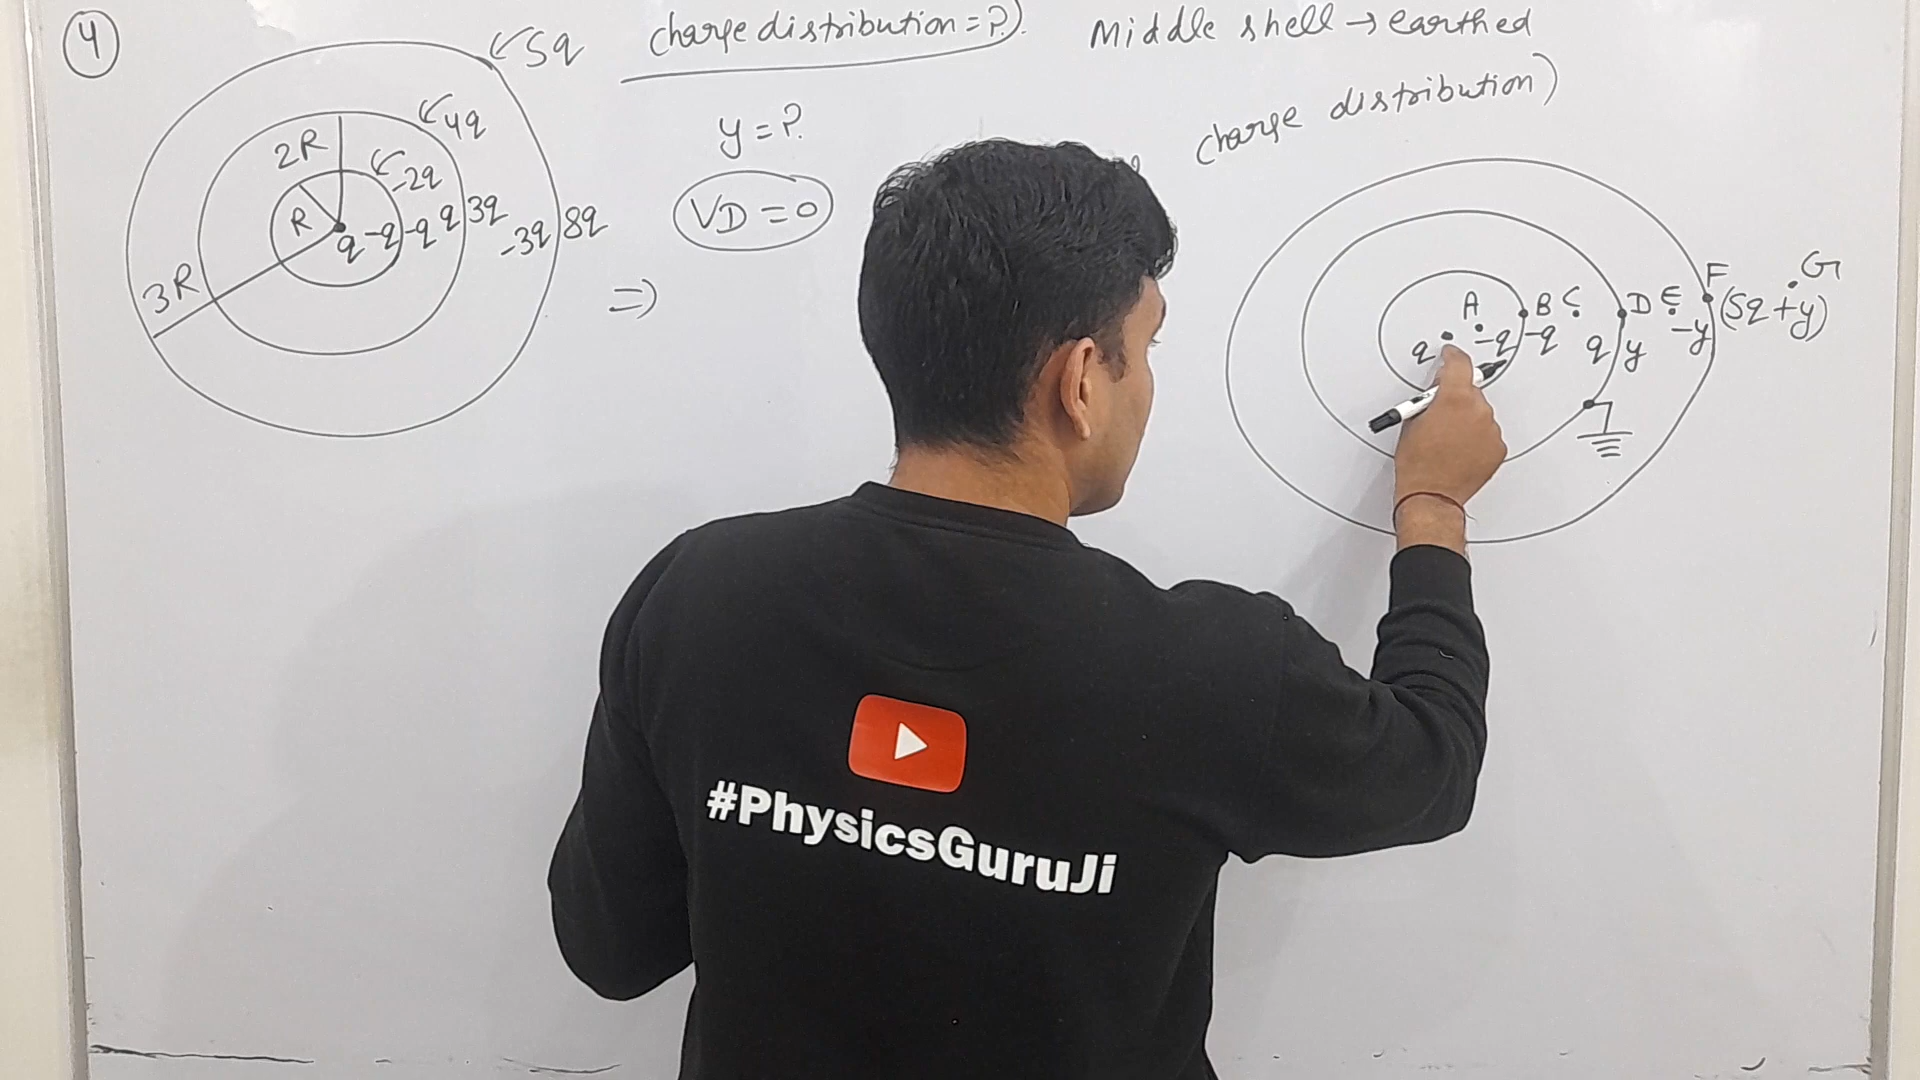 4
5q
charge distribution = ?
Middle shell → earthed
charge distribution)
4q
y = ?
2R
-2q
VD = 0
R
q -q -q q 3q -3q 8q
3R
=>
G
F
A B C D E
(5q + y)
q -q -q q y -y
#PhysicsGuruJi